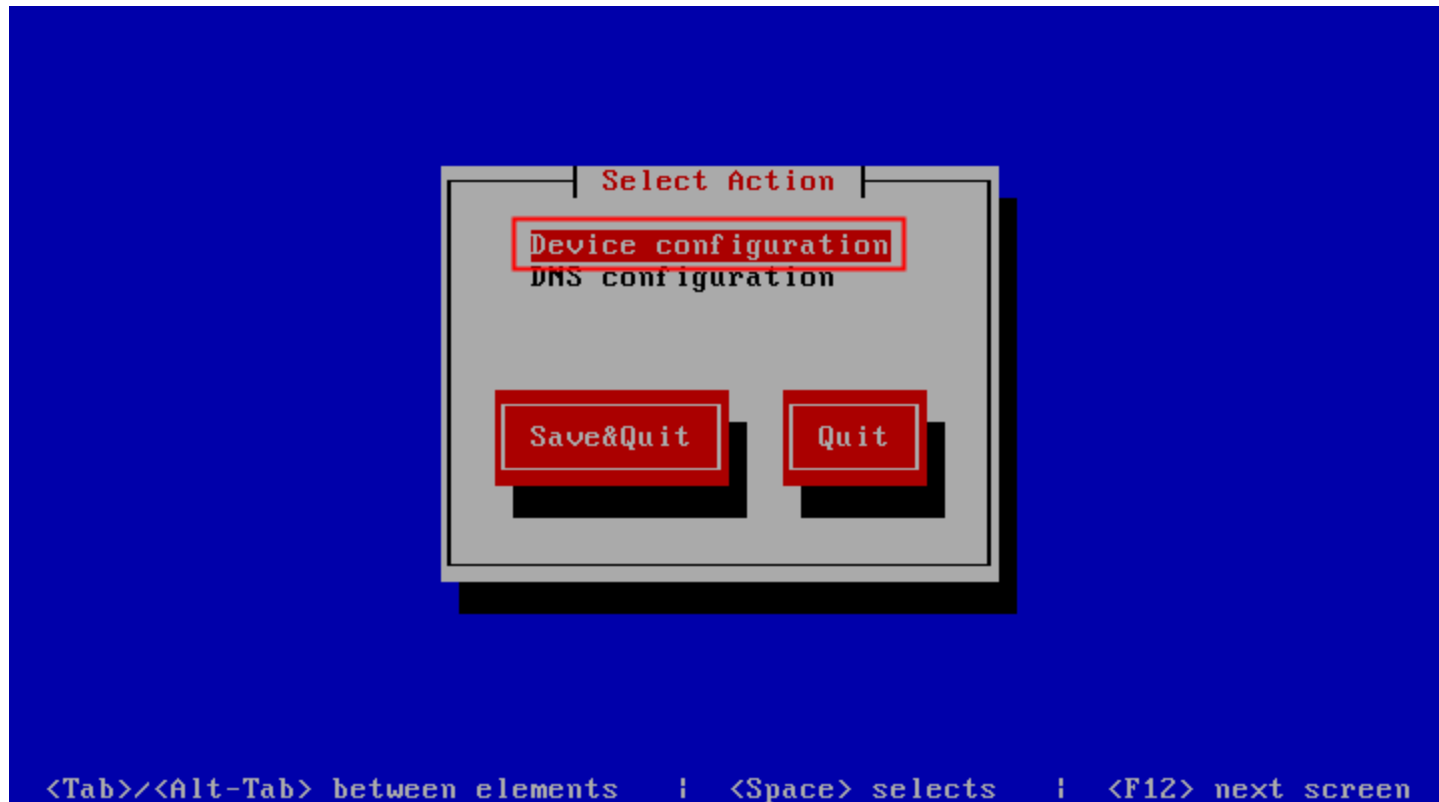 Select Action
Device configuration
DNS configuration
Save&Quit Quit
<Tab>/<Alt-Tab> between elements | <Space> selects | <F12> next screen